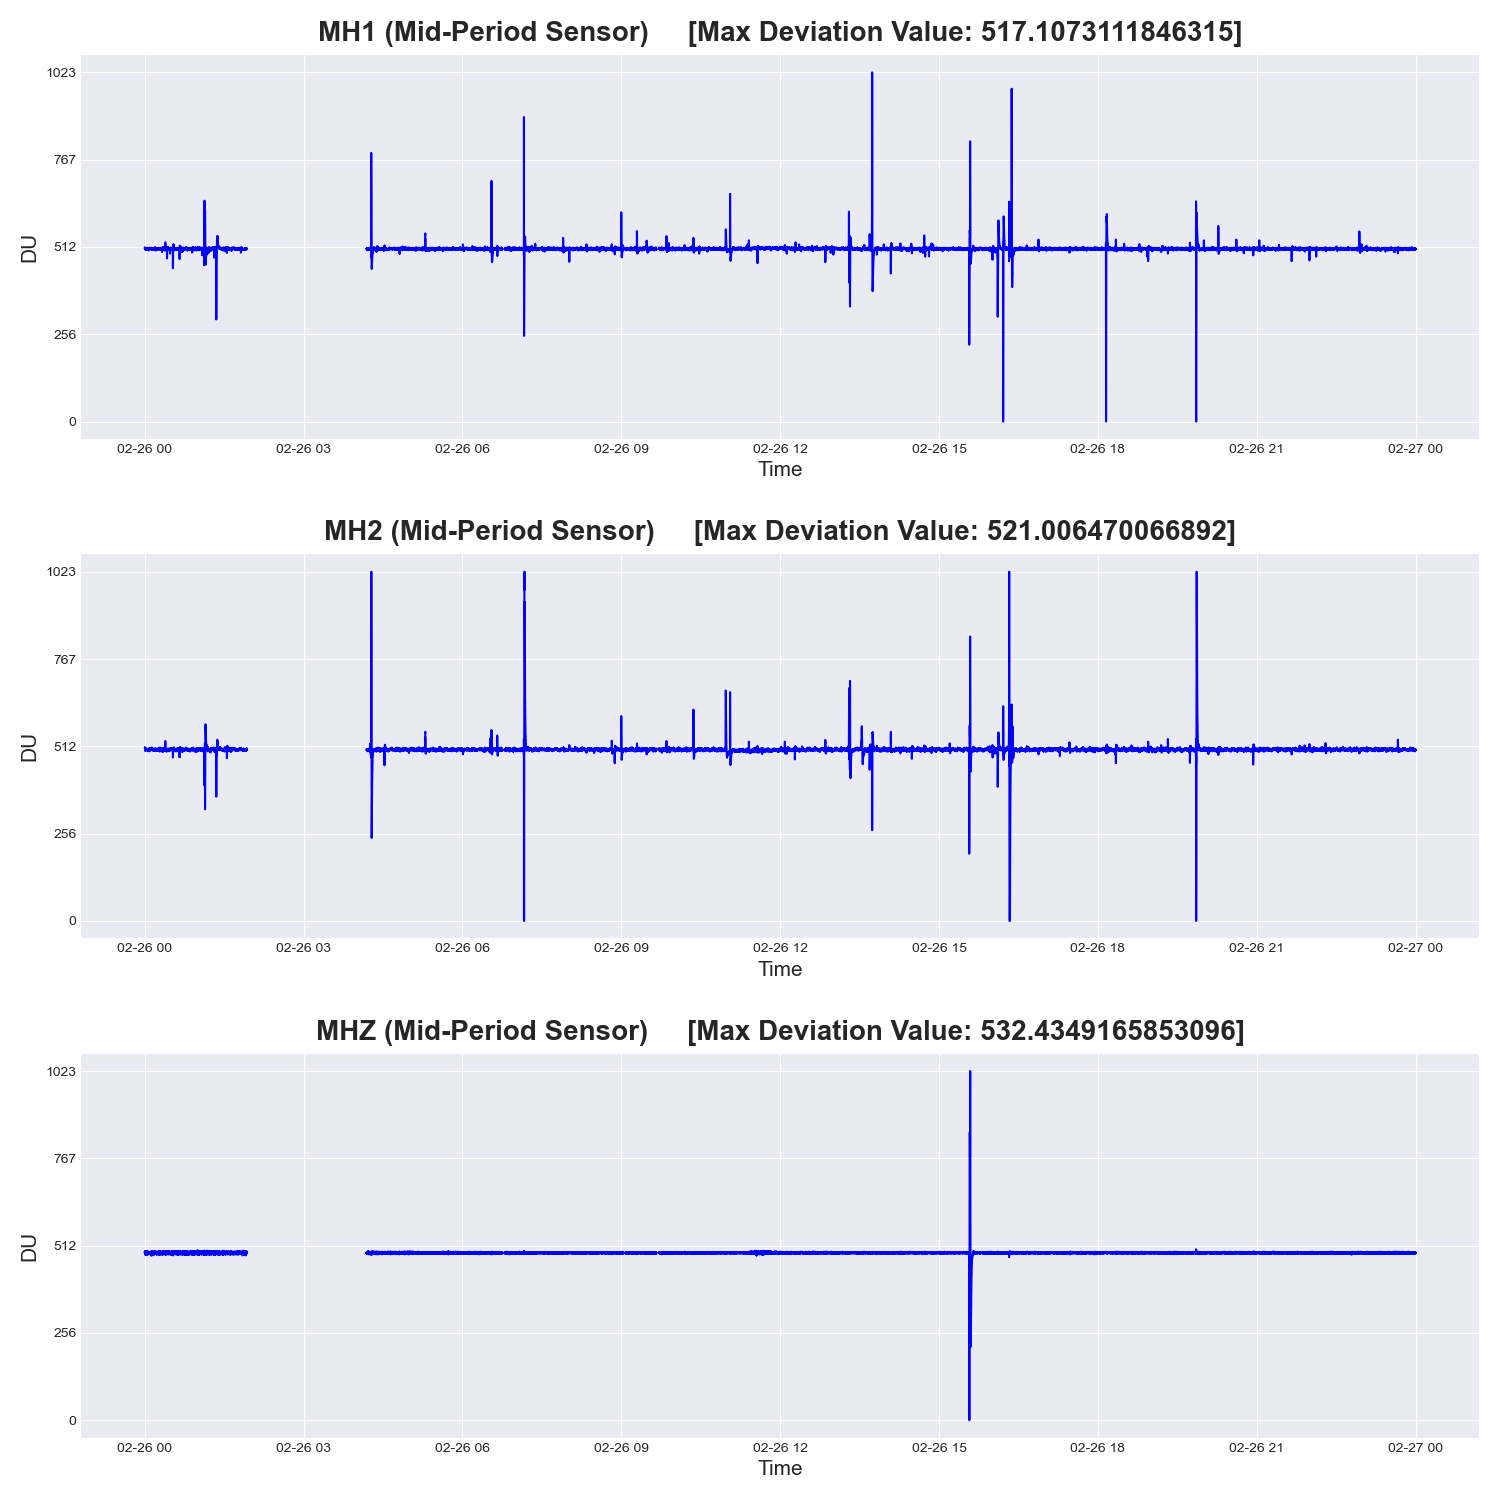 MH1 (Mid-Period Sensor) [Max Deviation Value: 517.1073111846315]
1023
767
512
256
0
DU
02-26 00 02-26 03 02-26 06 02-26 09 02-26 12 02-26 15 02-26 18 02-26 21 02-27 00
Time
MH2 (Mid-Period Sensor) [Max Deviation Value: 521.006470066892]
1023
767
512
256
0
DU
02-26 00 02-26 03 02-26 06 02-26 09 02-26 12 02-26 15 02-26 18 02-26 21 02-27 00
Time
MHZ (Mid-Period Sensor) [Max Deviation Value: 532.4349165853096]
1023
767
512
256
0
DU
02-26 00 02-26 03 02-26 06 02-26 09 02-26 12 02-26 15 02-26 18 02-26 21 02-27 00
Time